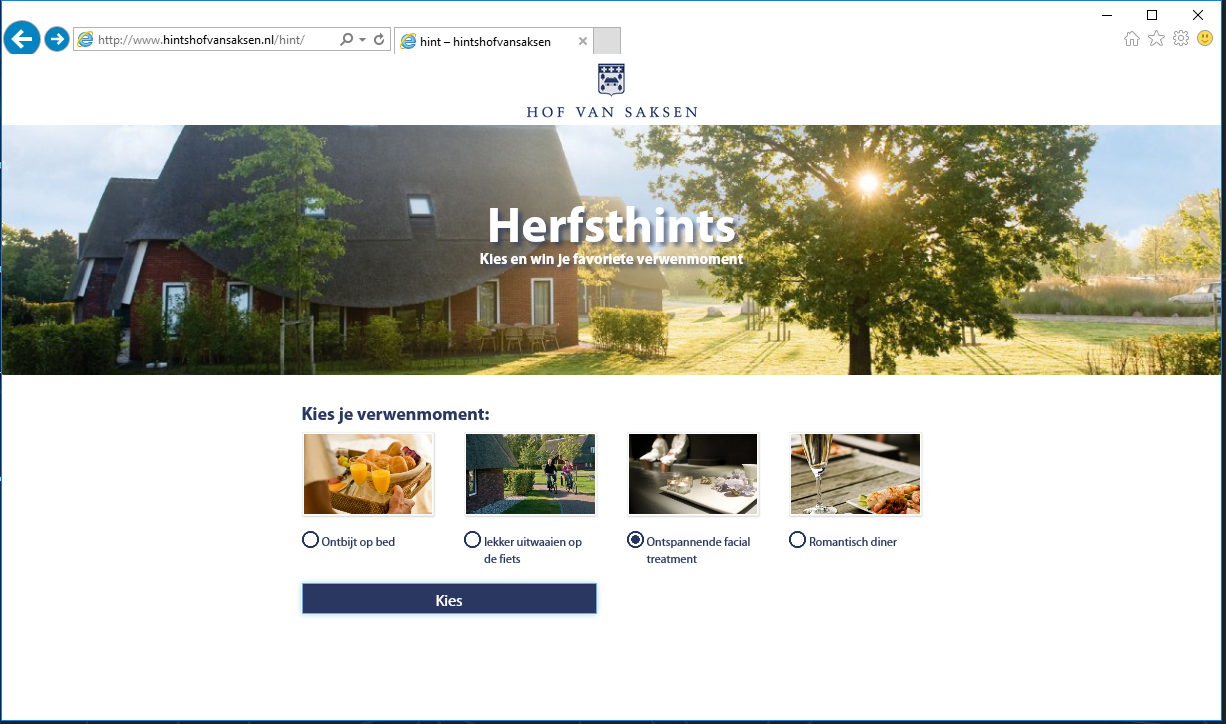 http://www.hintshofvansaksen.nl/hint/
hint – hintshofvansaksen
HOF VAN SAKSEN
Herfsthints
Kies en win je favoriete verwenmoment
Kies je verwenmoment:
Ontbijt op bed
lekker uitwaaien op
de fiets
Ontspannende facial
treatment
Romantisch diner
Kies